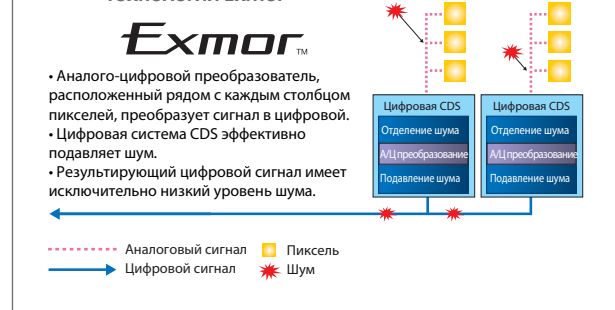 Exmor™
• Аналого-цифровой преобразователь,
расположенный рядом с каждым столбцом
пикселей, преобразует сигнал в цифровой.
• Цифровая система CDS эффективно
подавляет шум.
• Результирующий цифровой сигнал имеет
исключительно низкий уровень шума.
Цифровая CDS
Отделение шума
А/Ц преобразование
Подавление шума
Цифровая CDS
Отделение шума
А/Ц преобразование
Подавление шума
Аналоговый сигнал
Пиксель
Цифровой сигнал
Шум